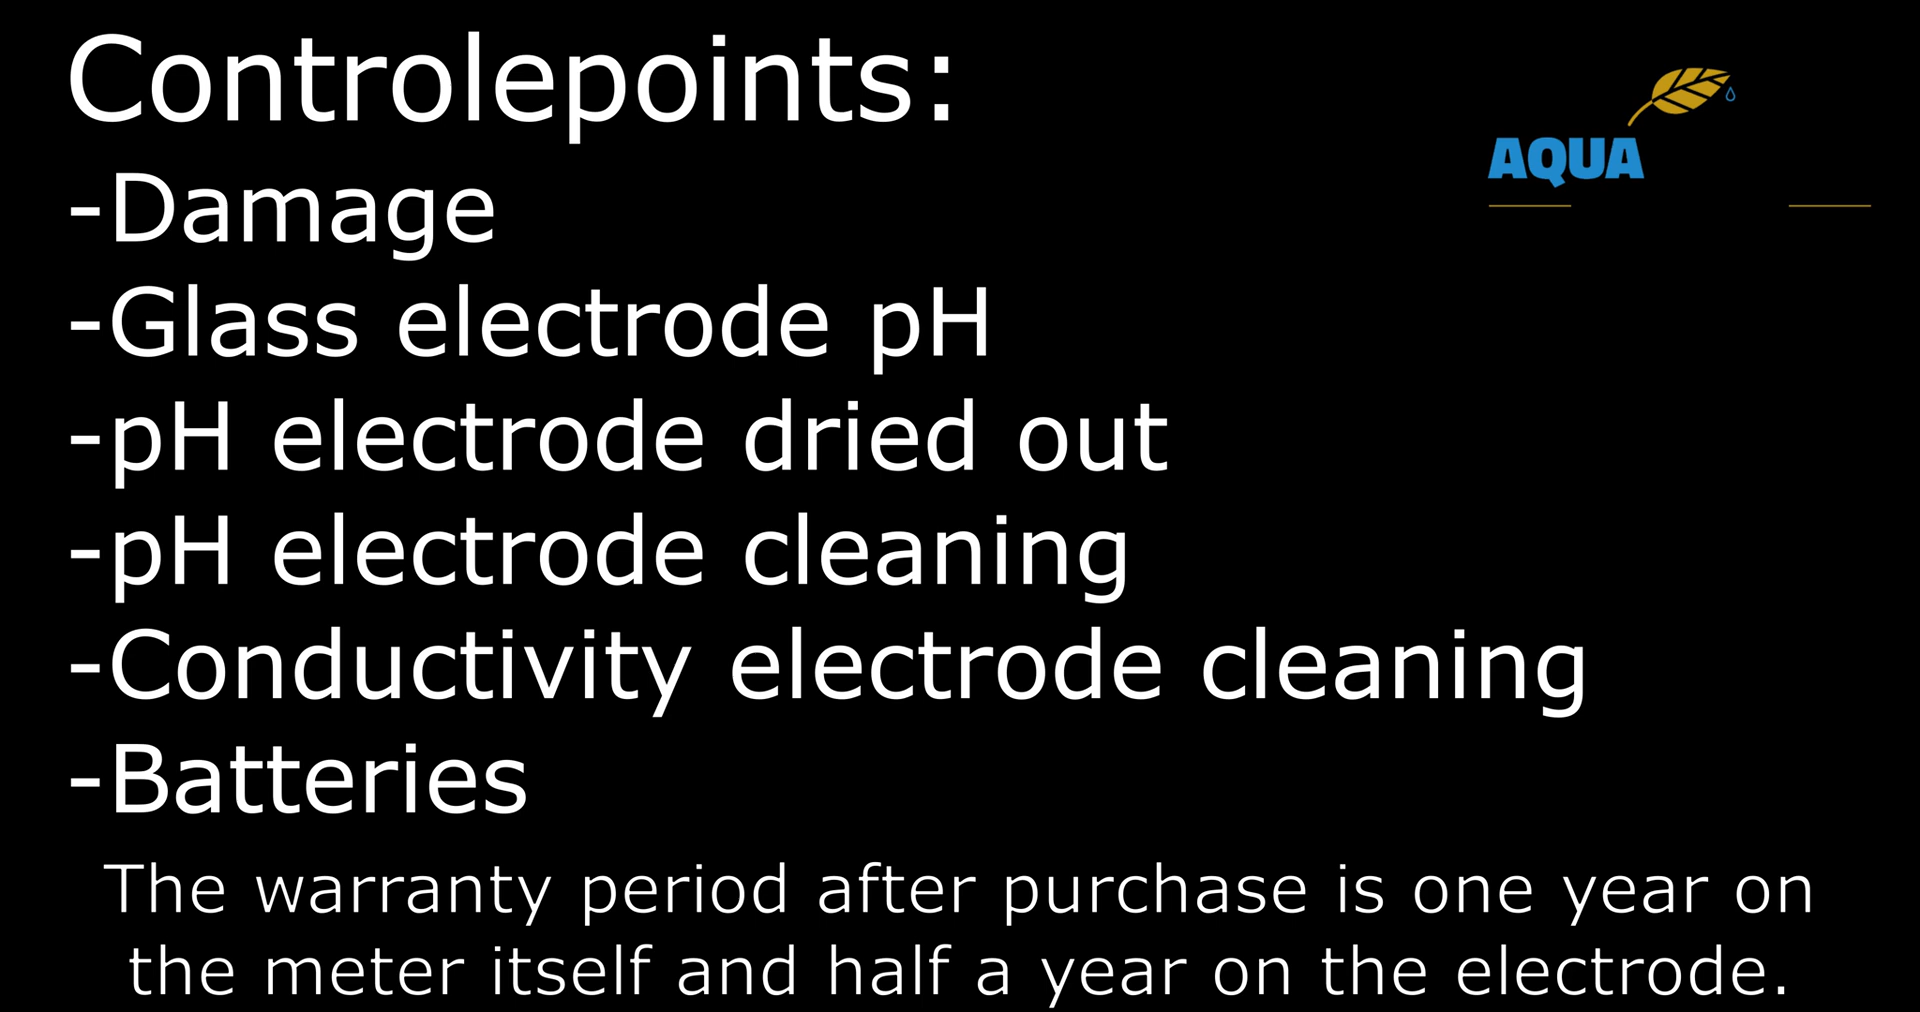 Controlepoints:
AQUA
-Damage
-Glass electrode pH
-pH electrode dried out
-pH electrode cleaning
-Conductivity electrode cleaning
-Batteries
The warranty period after purchase is one year on
the meter itself and half a year on the electrode.